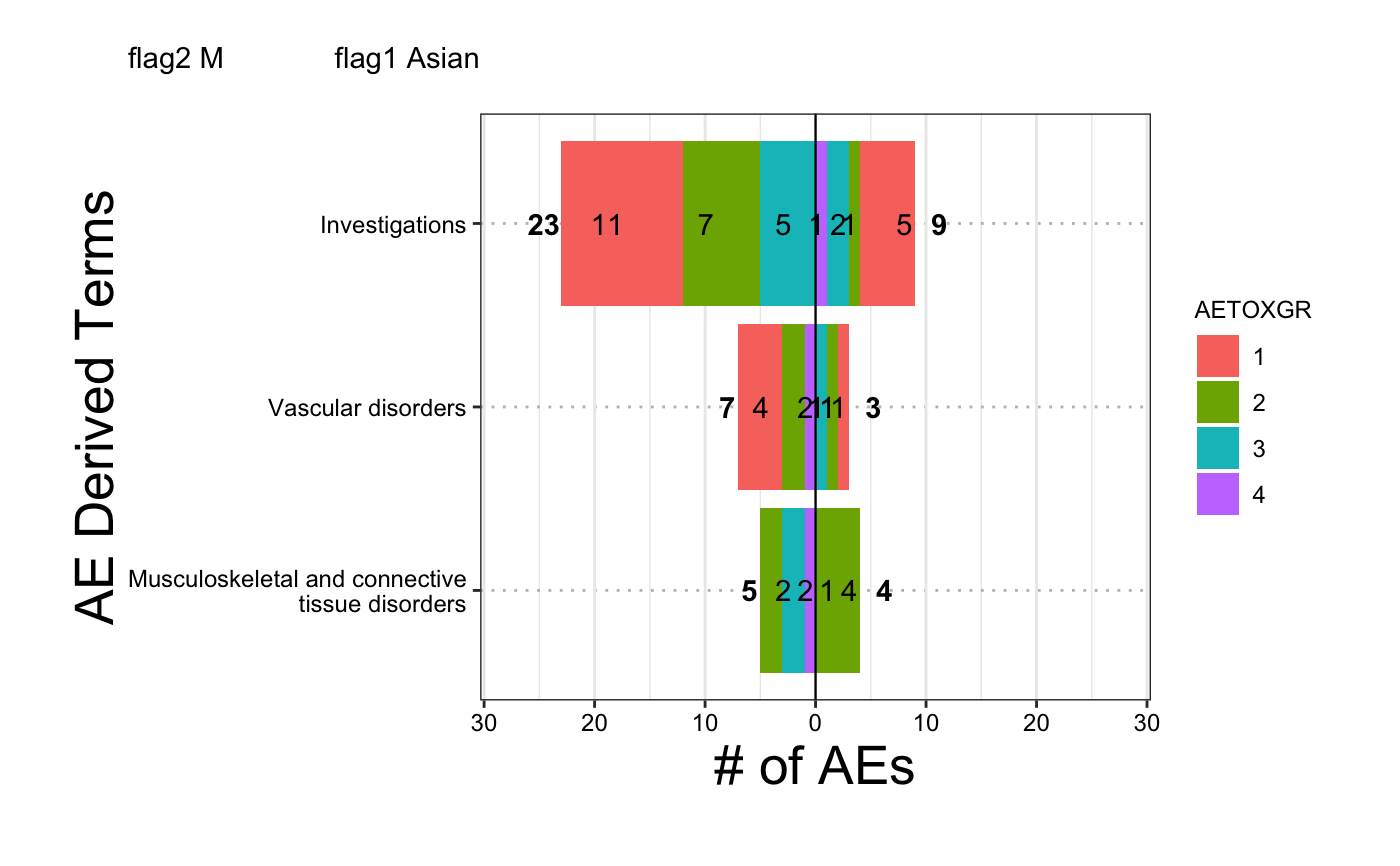 flag2 M flag1 Asian
AE Derived Terms
Investigations
23 11 7 5 1 2 1 5 9
Vascular disorders
7 4 2 1 1 1 1 3
Musculoskeletal and connective
tissue disorders
5 2 2 1 4 4
30 20 10 0 10 20 30
# of AEs
AETOXGR
1
2
3
4